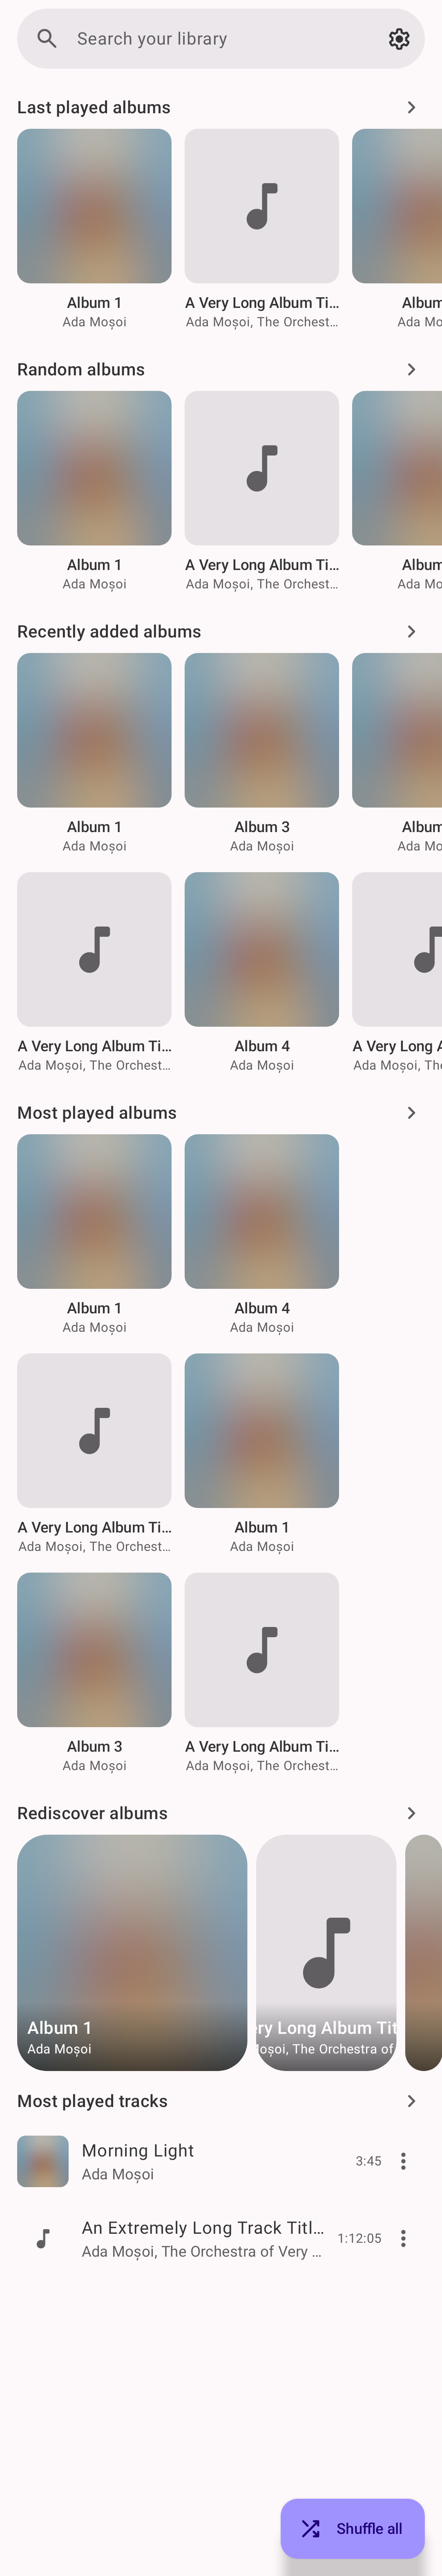 Search your library
Last played albums
Album 1
A Very Long Album Ti...
Album
Ada Moșoi
Ada Moșoi, The Orchest...
Ada Mo
Random albums
Album 1
A Very Long Album Ti...
Album
Ada Moșoi
Ada Moșoi, The Orchest...
Ada Mo
Recently added albums
Album 1
Album 3
Album
Ada Moșoi
Ada Moșoi
Ada Mo
A Very Long Album Ti...
Album 4
A Very Long A
Ada Moșoi, The Orchest...
Ada Moșoi
Ada Moșoi, The
Most played albums
Album 1
Album 4
Ada Moșoi
Ada Moșoi
A Very Long Album Ti...
Album 1
Ada Moșoi, The Orchest...
Ada Moșoi
Album 3
A Very Long Album Ti...
Ada Moșoi
Ada Moșoi, The Orchest...
Rediscover albums
Album 1
ery Long Album Tit
Ada Moșoi
oșoi, The Orchestra of
Most played tracks
Morning Light
Ada Moșoi
3:45
An Extremely Long Track Titl...
Ada Moșoi, The Orchestra of Very ...
1:12:05
Shuffle all